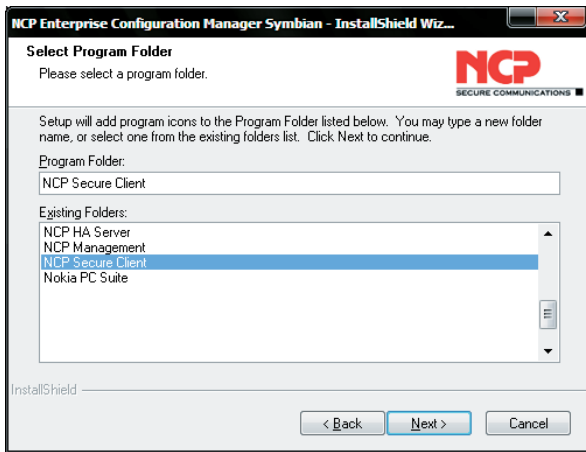 NCP Enterprise Configuration Manager Symbian - InstallShield Wiz...
Select Program Folder
Please select a program folder.
NCP
SECURE COMMUNICATIONS
Setup will add program icons to the Program Folder listed below. You may type a new folder
name, or select one from the existing folders list. Click Next to continue.
Program Folder:
NCP Secure Client
Existing Folders:
NCP HA Server
NCP Management
NCP Secure Client
Nokia PC Suite
InstallShield
< Back
Next >
Cancel